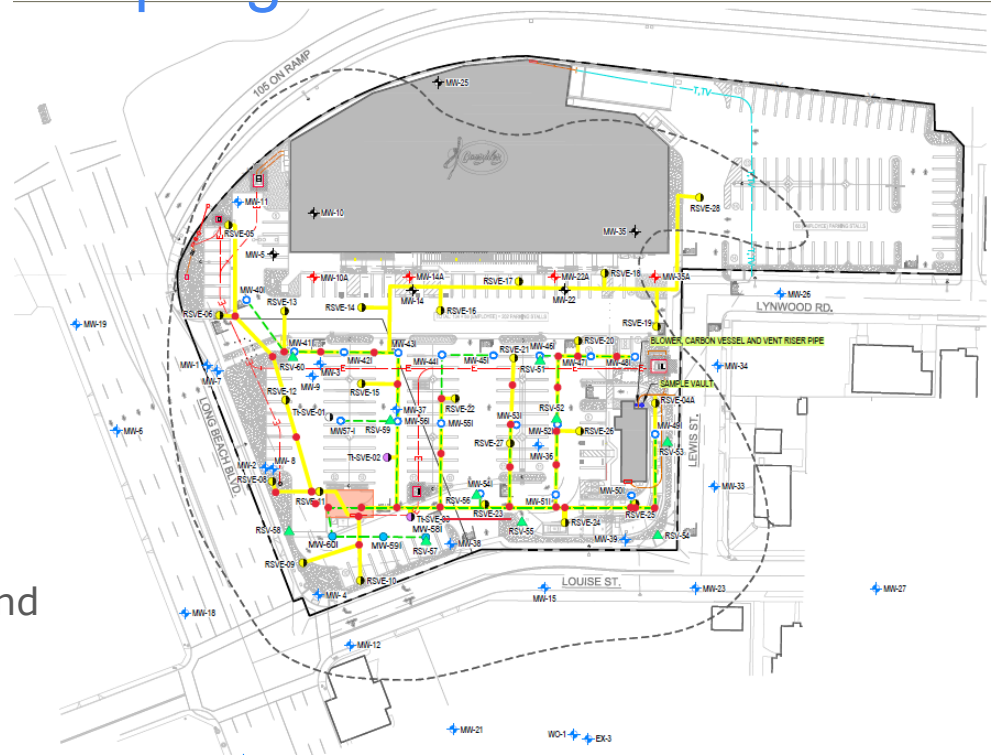 105 ON RAMP
MW-25
T,TV
MW-11
MW-10
RSVE-28
RSVE-05
MW-35
MW-5
MW-10A
MW-14A
RSVE-17
MW-22A
RSVE-18
MW-35A
MW-40I
RSVE-13
RSVE-14
MW-14
MW-22
MW-26
RSVE-06
RSVE-16
LYNWOOD RD.
MW-19
RSVE-19
MW-41I
MW-43I
RSVE-21
MW-46I
RSVE-20
BLOWER, CARBON VESSEL AND VENT RISER PIPE
RSV-60
MW-42I
MW-44I
MW-45I
RSV-51
MW-47I
MW-48I
MW-1
MW-3
MW-34
MW-7
MW-9
RSVE-12
RSVE-15
SAMPLE VAULT
TI-SVE-01
MW-37
RSVE-22
RSV-52
RSVE-04A
MW-6
MW57-I
RSV-59
MW-56I
MW-55I
MW-53I
MW-52I
RSVE-26
MW-49I
LONG BEACH BLVD.
RSVE-27
MW-36
RSV-53
LEWIS ST.
TI-SVE-02
MW-2
MW-8
RSVE-08
MW-54I
MW-33
RSVE-11
RSV-56
RSVE-23
MW-51I
MW-50I
RSVE-25
TI-SVE-03
RSV-55
RSVE-24
RSV-58
MW-58I
MW-60I
MW-59I
RSV-57
MW-38
MW-39
RSV-54
RSVE-09
RSVE-10
LOUISE ST.
nd
MW-4
MW-15
MW-23
MW-27
MW-18
MW-12
MW-21
WO-1
EX-3